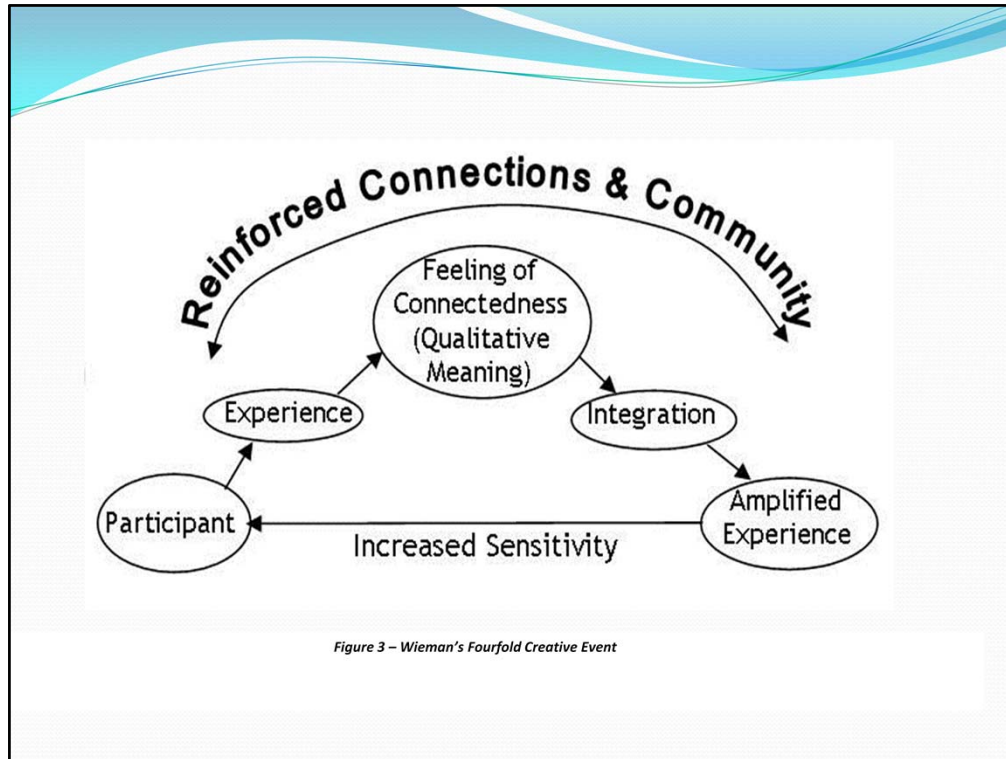 Reinforced Connections & Community
Feeling of
Connectedness
(Qualitative
Meaning)
Experience
Integration
Participant
Amplified
Experience
Increased Sensitivity
Figure 3 – Wieman's Fourfold Creative Event